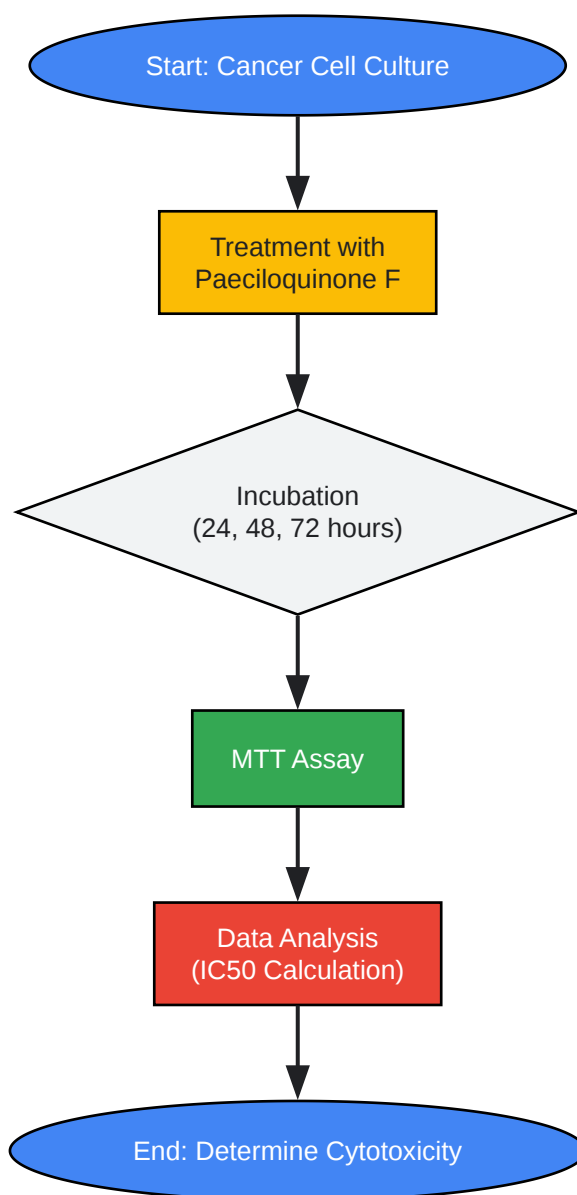 Start: Cancer Cell Culture
Treatment with
Paeciloquinone F
Incubation
(24, 48, 72 hours)
MTT Assay
Data Analysis
(IC50 Calculation)
End: Determine Cytotoxicity